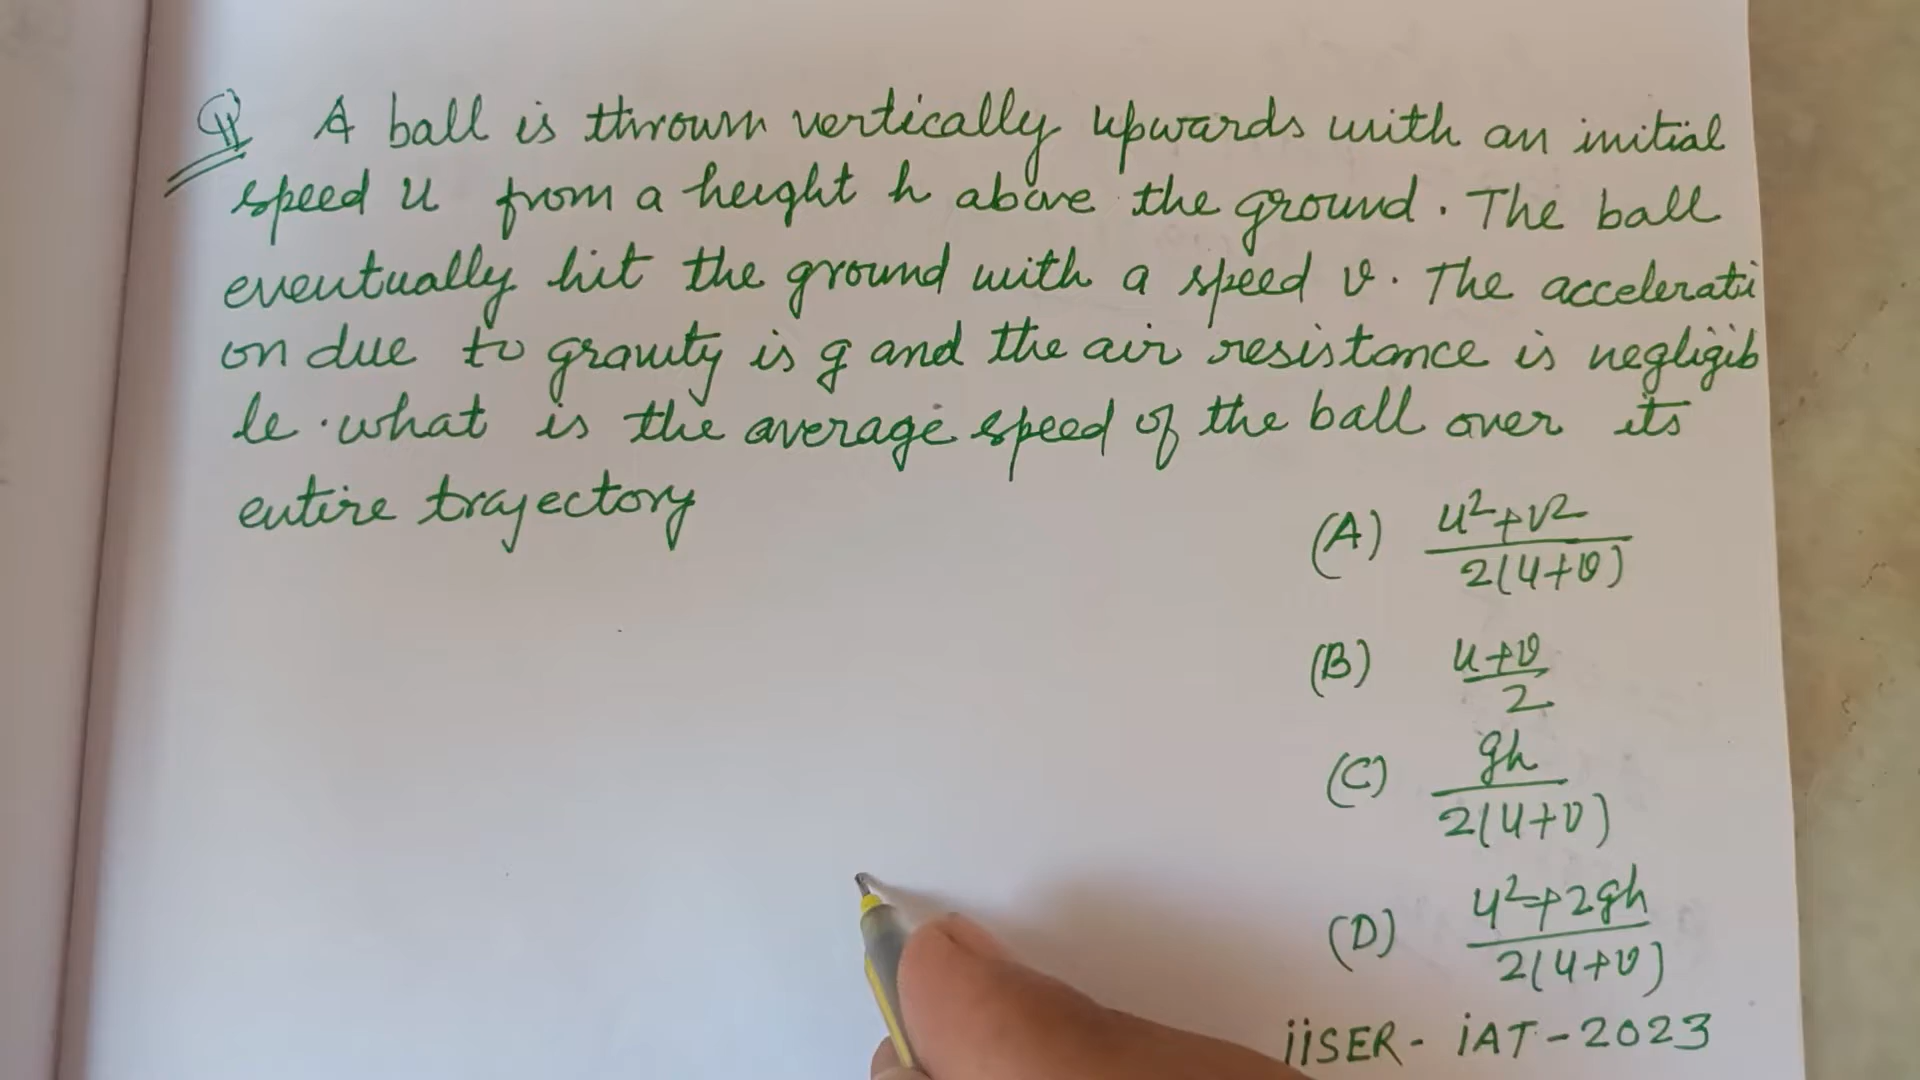 Q A ball is thrown vertically upwards with an initial
speed u from a height h above the ground. The ball
eventually hit the ground with a speed v. The accelerati
on due to gravity is g and the air resistance is negligib
le. what is the average speed of the ball over its
entire trajectory
(A) u²+v² / 2(u+v)
(B) u+v / 2
(C) gh / 2(u+v)
(D) u²+2gh / 2(u+v)
iiSER - iAT - 2023